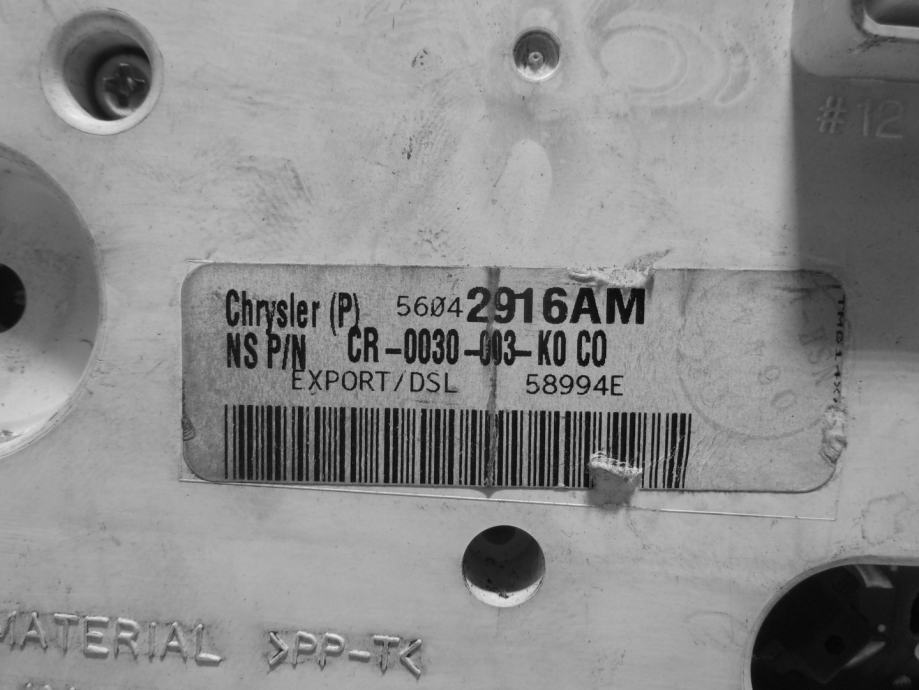 #12
Chrysler (P) 56042916AM
NS P/N CR-0030-003-K0 C0
EXPORT/DSL 58994E
MATERIAL >PP-T<